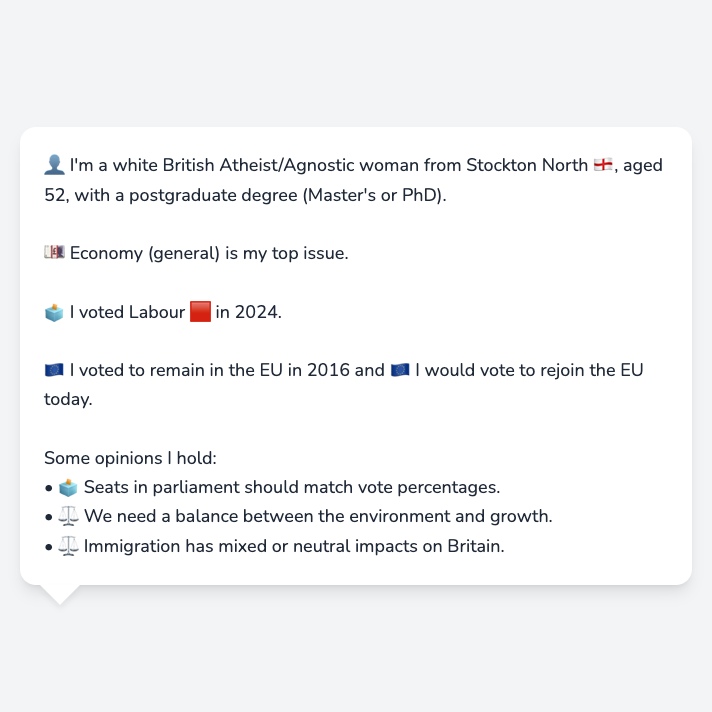 👤 I'm a white British Atheist/Agnostic woman from Stockton North 🏴󠁧󠁢󠁥󠁮󠁧󠁿, aged
52, with a postgraduate degree (Master's or PhD).
💷 Economy (general) is my top issue.
🗳️ I voted Labour 🟥 in 2024.
🇪🇺 I voted to remain in the EU in 2016 and 🇪🇺 I would vote to rejoin the EU
today.
Some opinions I hold:
• 🗳️ Seats in parliament should match vote percentages.
• ⚖️ We need a balance between the environment and growth.
• ⚖️ Immigration has mixed or neutral impacts on Britain.